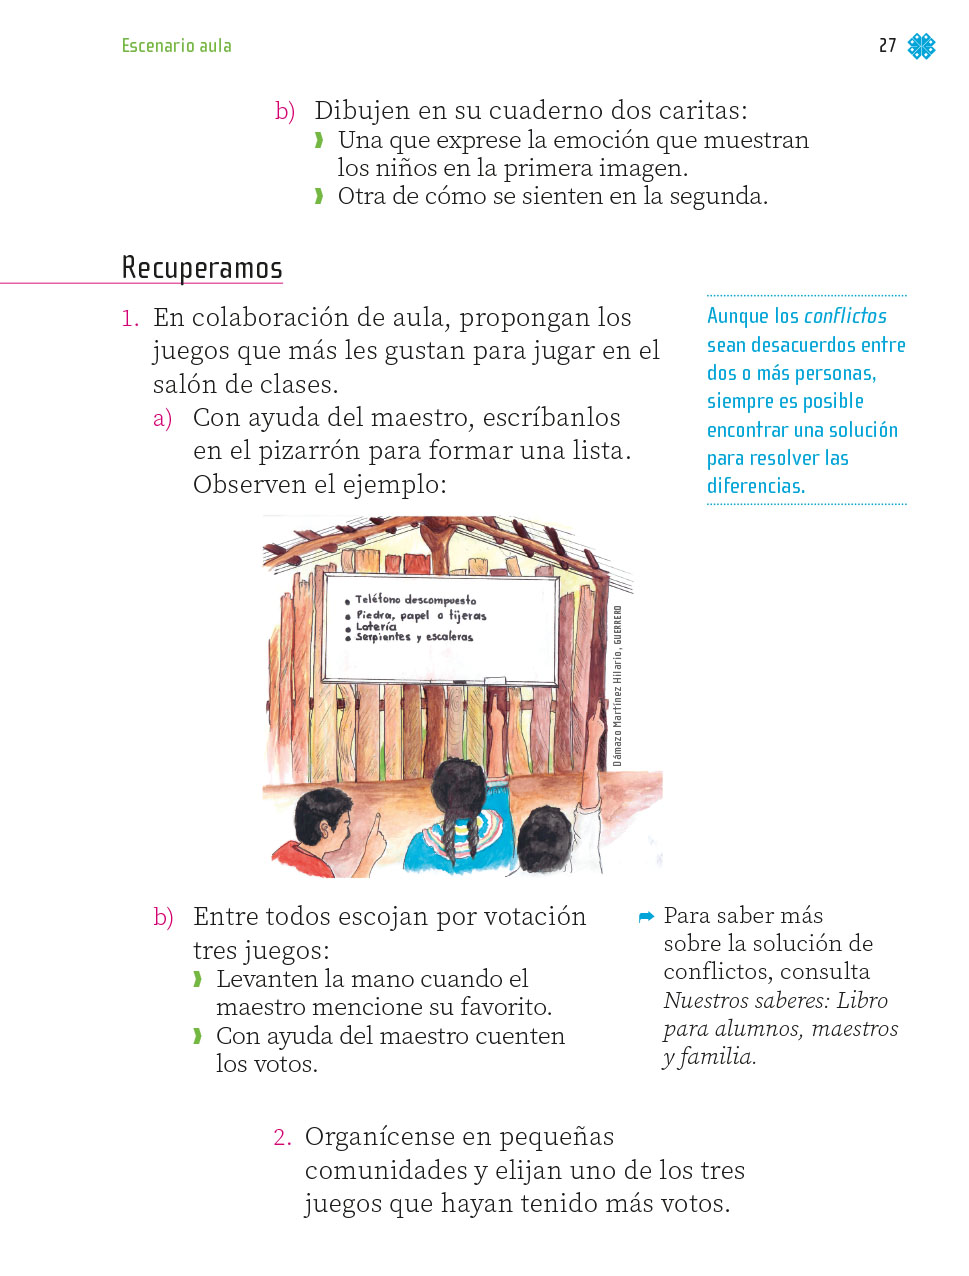 Escenario aula
27
b) Dibujen en su cuaderno dos caritas:
Una que exprese la emoción que muestran
los niños en la primera imagen.
Otra de cómo se sienten en la segunda.
Recuperamos
1. En colaboración de aula, propongan los
juegos que más les gustan para jugar en el
salón de clases.
a) Con ayuda del maestro, escríbanlos
en el pizarrón para formar una lista.
Observen el ejemplo:
Aunque los conflictos
sean desacuerdos entre
dos o más personas,
siempre es posible
encontrar una solución
para resolver las
diferencias.
• Teléfono descompuesto
• Piedra, papel o tijeras
• Lotería
• Serpientes y escaleras
Dámazo Martínez Hilario, GUERRERO
b) Entre todos escojan por votación
tres juegos:
Levanten la mano cuando el
maestro mencione su favorito.
Con ayuda del maestro cuenten
los votos.
Para saber más
sobre la solución de
conflictos, consulta
Nuestros saberes: Libro
para alumnos, maestros
y familia.
2. Organícense en pequeñas
comunidades y elijan uno de los tres
juegos que hayan tenido más votos.